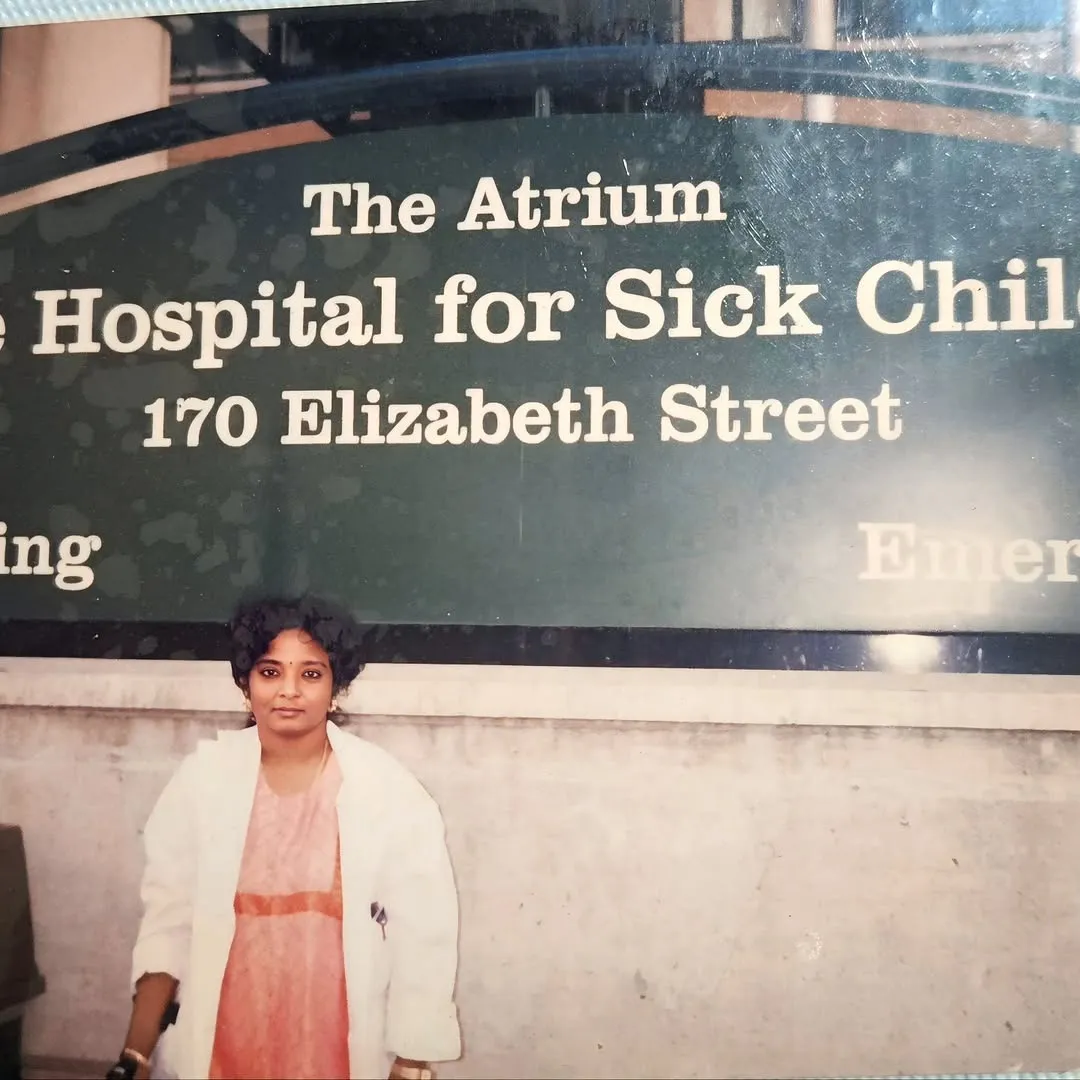 The Atrium
e Hospital for Sick Chil
170 Elizabeth Street
ing Emer